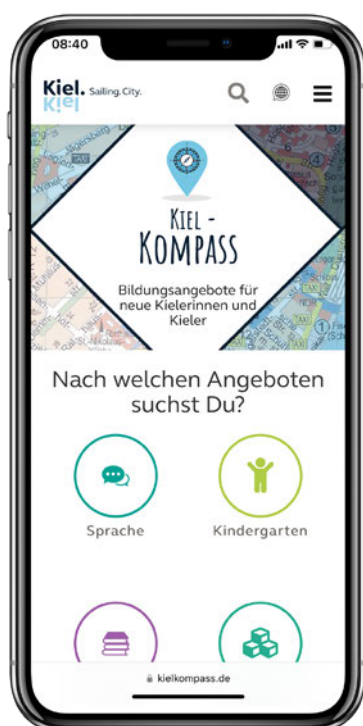 08:40
Kiel. Sailing.City.
Kiel
KIEL -
KOMPASS
Bildungsangebote für
neue Kielerinnen und
Kieler
Nach welchen Angeboten
suchst Du?
Sprache
Kindergarten
kielkompass.de